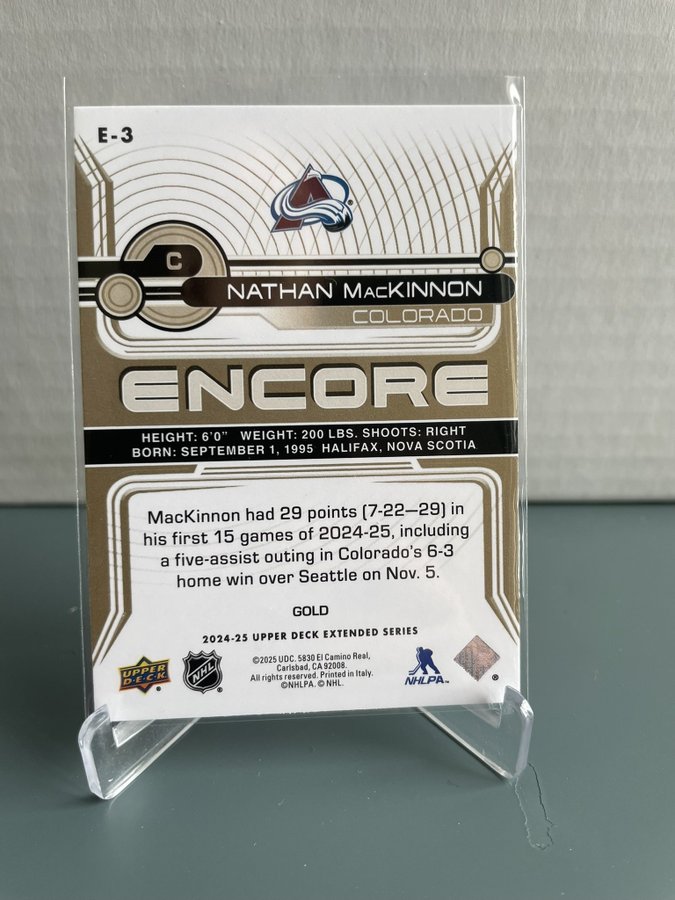 E-3
C
NATHAN MACKINNON
COLORADO
ENCORE
HEIGHT: 6'0" WEIGHT: 200 LBS. SHOOTS: RIGHT
BORN: SEPTEMBER 1, 1995 HALIFAX, NOVA SCOTIA
MacKinnon had 29 points (7-22—29) in
his first 15 games of 2024-25, including
a five-assist outing in Colorado's 6-3
home win over Seattle on Nov. 5.
GOLD
2024-25 UPPER DECK EXTENDED SERIES
UPPER DECK
NHL
©2025 UDC. 5830 El Camino Real,
Carlsbad, CA 92008.
All rights reserved. Printed in Italy.
©NHLPA. © NHL.
NHLPA™
®